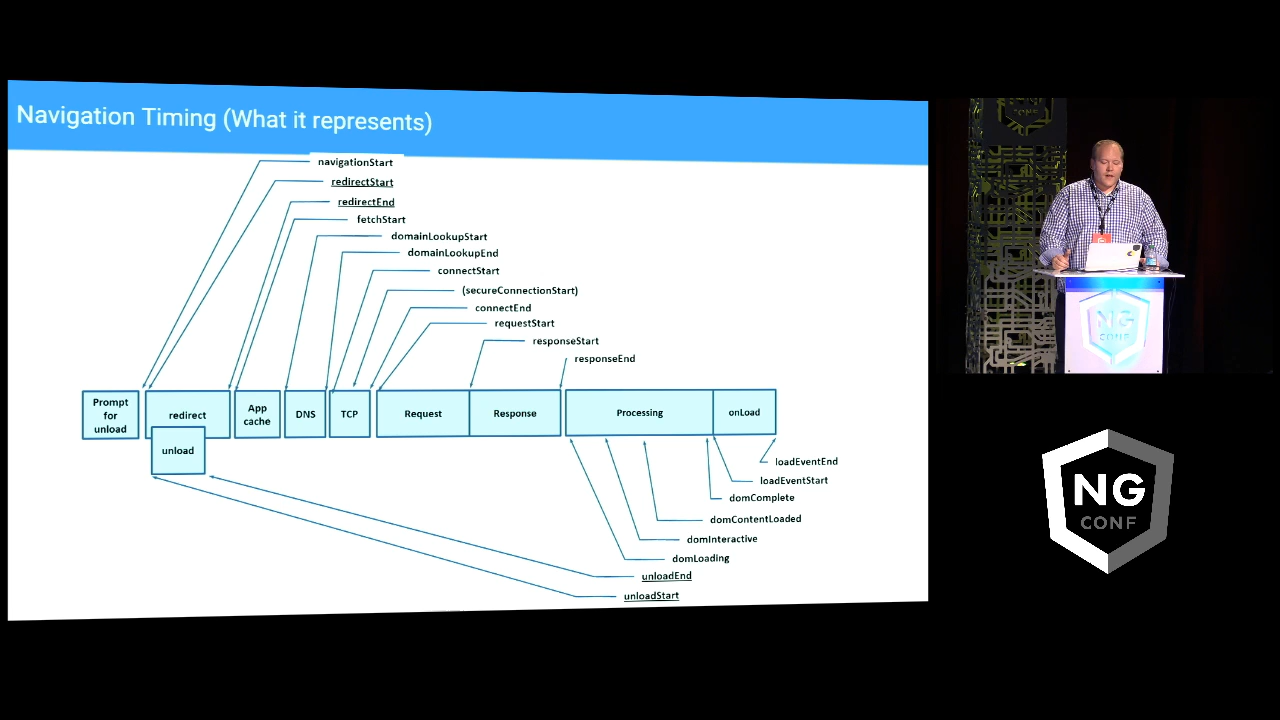 Navigation Timing (What it represents)
navigationStart
redirectStart
redirectEnd
fetchStart
domainLookupStart
domainLookupEnd
connectStart
(secureConnectionStart)
connectEnd
requestStart
responseStart
responseEnd
Prompt
for
unload
redirect
unload
App
cache
DNS
TCP
Request
Response
Processing
onLoad
loadEventEnd
loadEventStart
domComplete
domContentLoaded
domInteractive
domLoading
unloadEnd
unloadStart
NG
CONF
NG
CONF